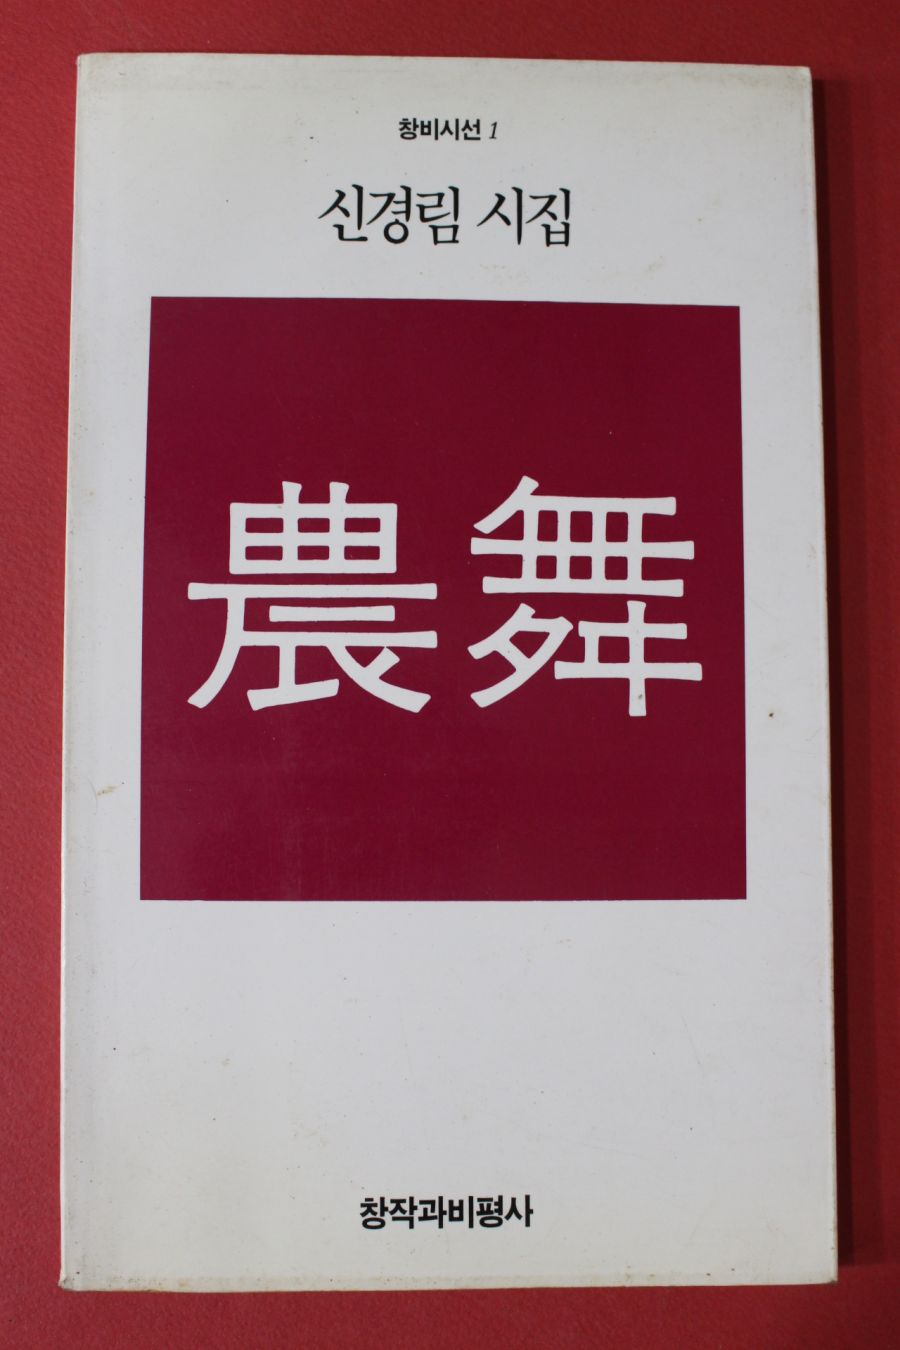 창비시선 1
신경림 시집
農舞
창작과비평사